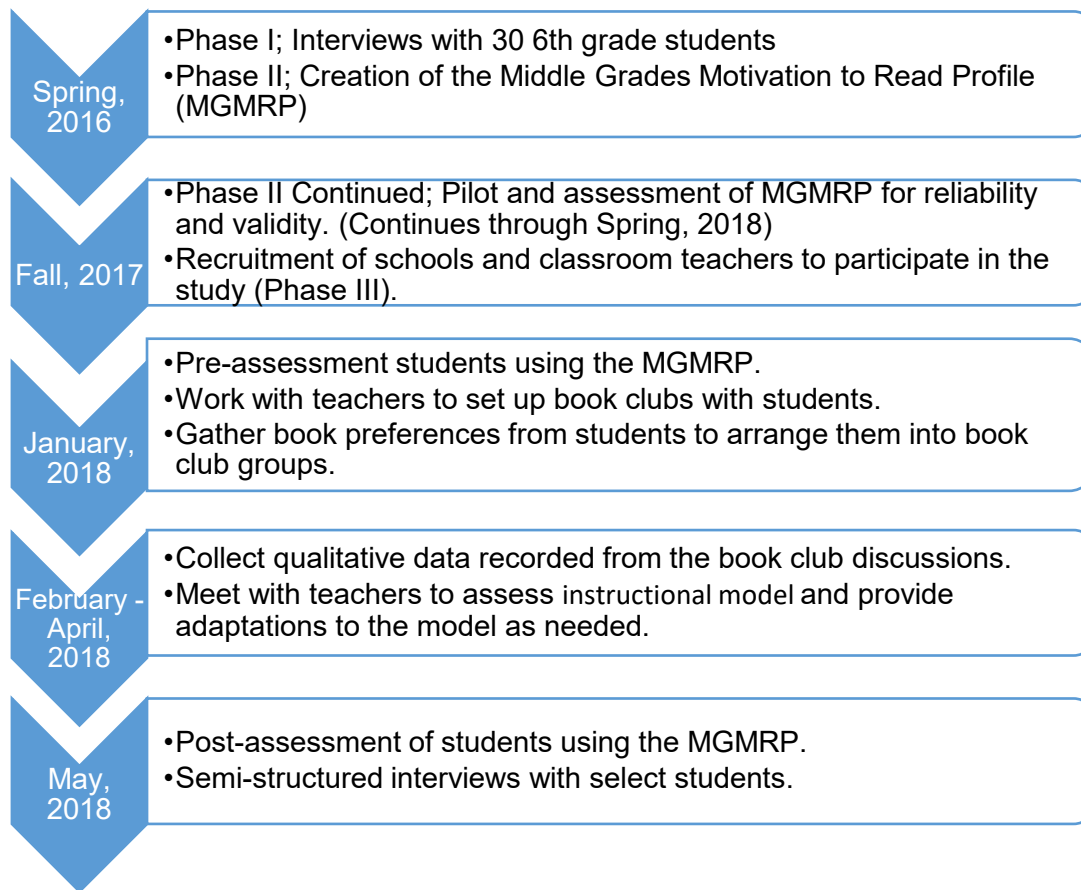 Spring,
2016
•Phase I; Interviews with 30 6th grade students
•Phase II; Creation of the Middle Grades Motivation to Read Profile
(MGMRP)
Fall, 2017
•Phase II Continued; Pilot and assessment of MGMRP for reliability
and validity. (Continues through Spring, 2018)
•Recruitment of schools and classroom teachers to participate in the
study (Phase III).
January,
2018
•Pre-assessment students using the MGMRP.
•Work with teachers to set up book clubs with students.
•Gather book preferences from students to arrange them into book
club groups.
February -
April,
2018
•Collect qualitative data recorded from the book club discussions.
•Meet with teachers to assess instructional model and provide
adaptations to the model as needed.
May,
2018
•Post-assessment of students using the MGMRP.
•Semi-structured interviews with select students.